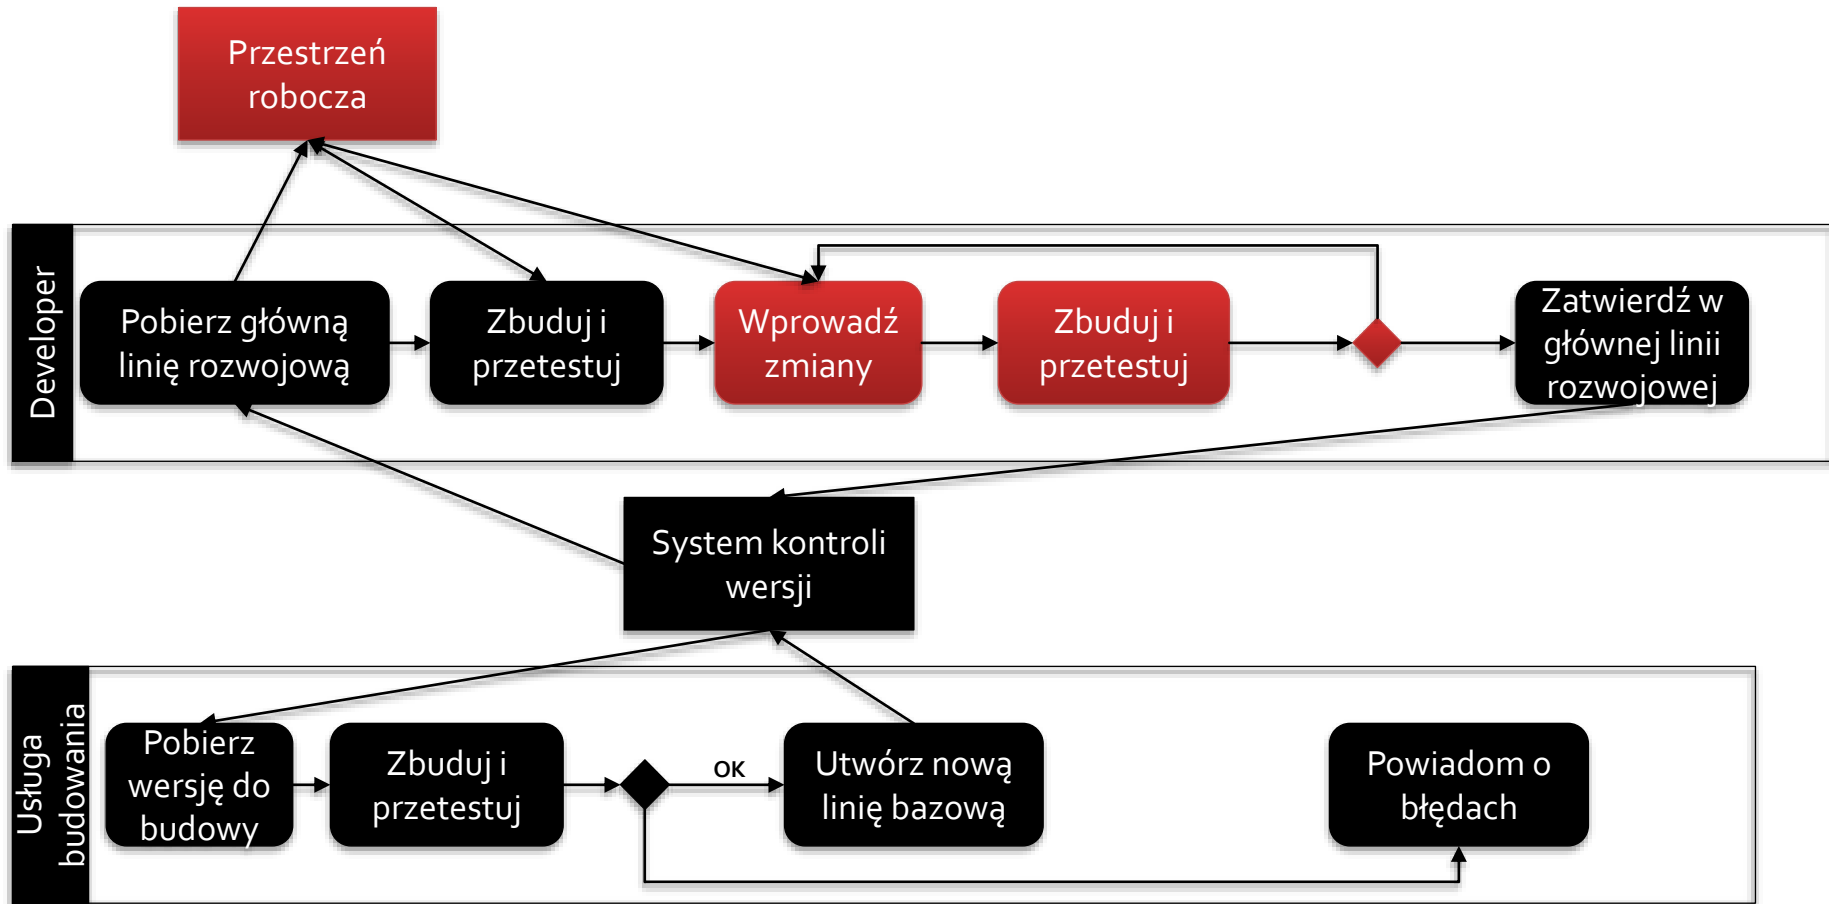 Przestrzeń
robocza
Developer
Pobierz główną
linię rozwojową
Zbuduj i
przetestuj
Wprowadź
zmiany
Zbuduj i
przetestuj
Zatwierdź w
głównej linii
rozwojowej
System kontroli
wersji
Usługa
budowania
Pobierz
wersję do
budowy
Zbuduj i
przetestuj
OK
Utwórz nową
linię bazową
Powiadom o
błędach